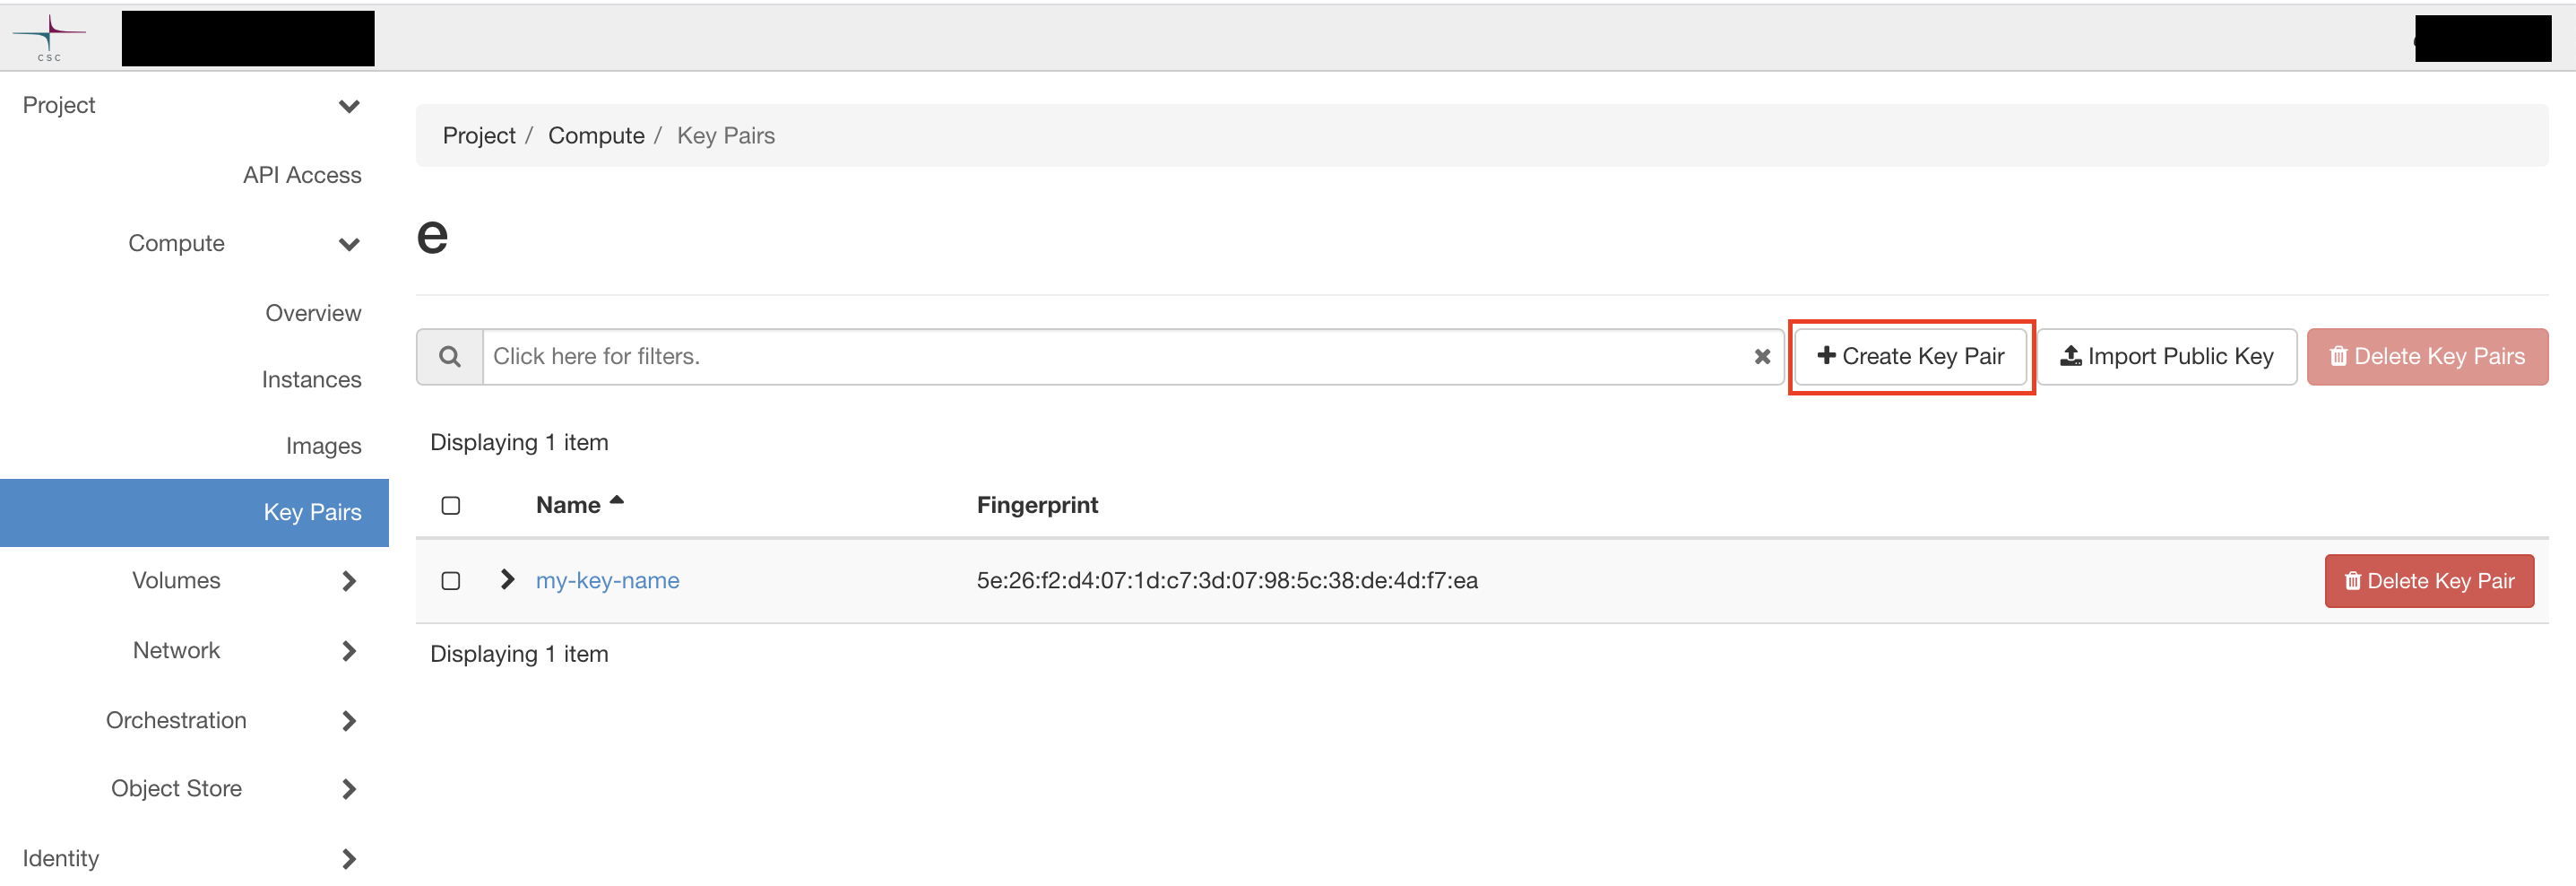 CSC
Project
API Access
Compute
Overview
Instances
Images
Key Pairs
Volumes
Network
Orchestration
Object Store
Identity
Project / Compute / Key Pairs
e
Click here for filters.
Create Key Pair
Import Public Key
Delete Key Pairs
Displaying 1 item
Name Fingerprint
my-key-name 5e:26:f2:d4:07:1d:c7:3d:07:98:5c:38:de:4d:f7:ea Delete Key Pair
Displaying 1 item